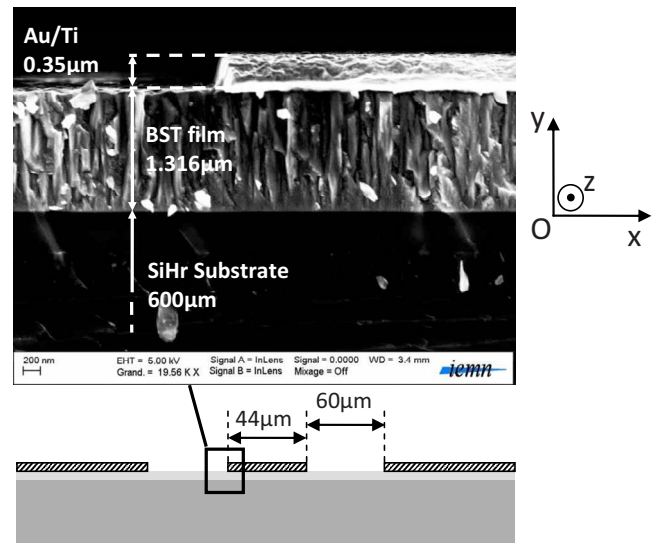 Au/Ti
0.35μm
BST film
1.316μm
SiHr Substrate
600μm
y
z
O
x
200 nm
EHT = 5.00 kV Signal A = InLens Signal = 0.0000 WD = 3.4 mm
Grand. = 19.56 K X Signal B = InLens Mixage = Off
iemn
44μm
60μm